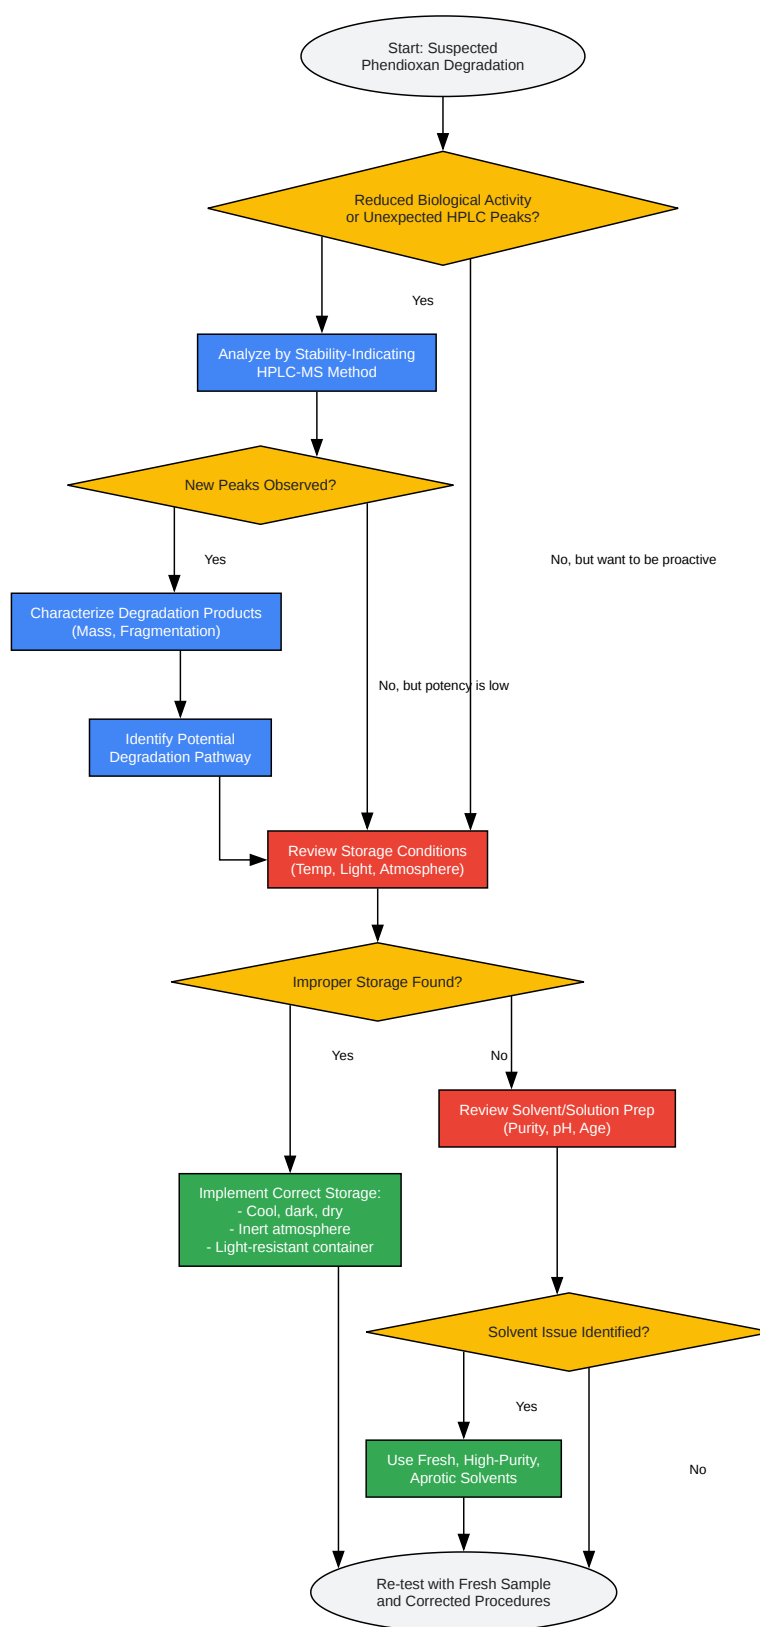 Start: Suspected
Phendioxan Degradation
Reduced Biological Activity
or Unexpected HPLC Peaks?
Yes
Analyze by Stability-Indicating
HPLC-MS Method
New Peaks Observed?
Yes
No, but want to be proactive
Characterize Degradation Products
(Mass, Fragmentation)
No, but potency is low
Identify Potential
Degradation Pathway
Review Storage Conditions
(Temp, Light, Atmosphere)
Improper Storage Found?
Yes
No
Review Solvent/Solution Prep
(Purity, pH, Age)
Implement Correct Storage:
- Cool, dark, dry
- Inert atmosphere
- Light-resistant container
Solvent Issue Identified?
Yes
Use Fresh, High-Purity,
Aprotic Solvents
No
Re-test with Fresh Sample
and Corrected Procedures